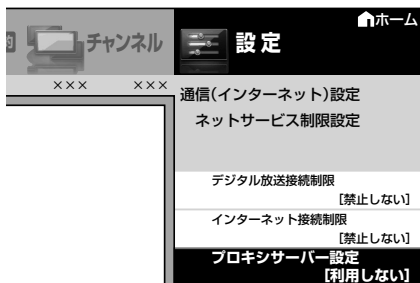 ホーム
チャンネル
設定
×××　×××
通信(インターネット)設定
ネットサービス制限設定
デジタル放送接続制限
[禁止しない]
インターネット接続制限
[禁止しない]
プロキシサーバー設定
[利用しない]